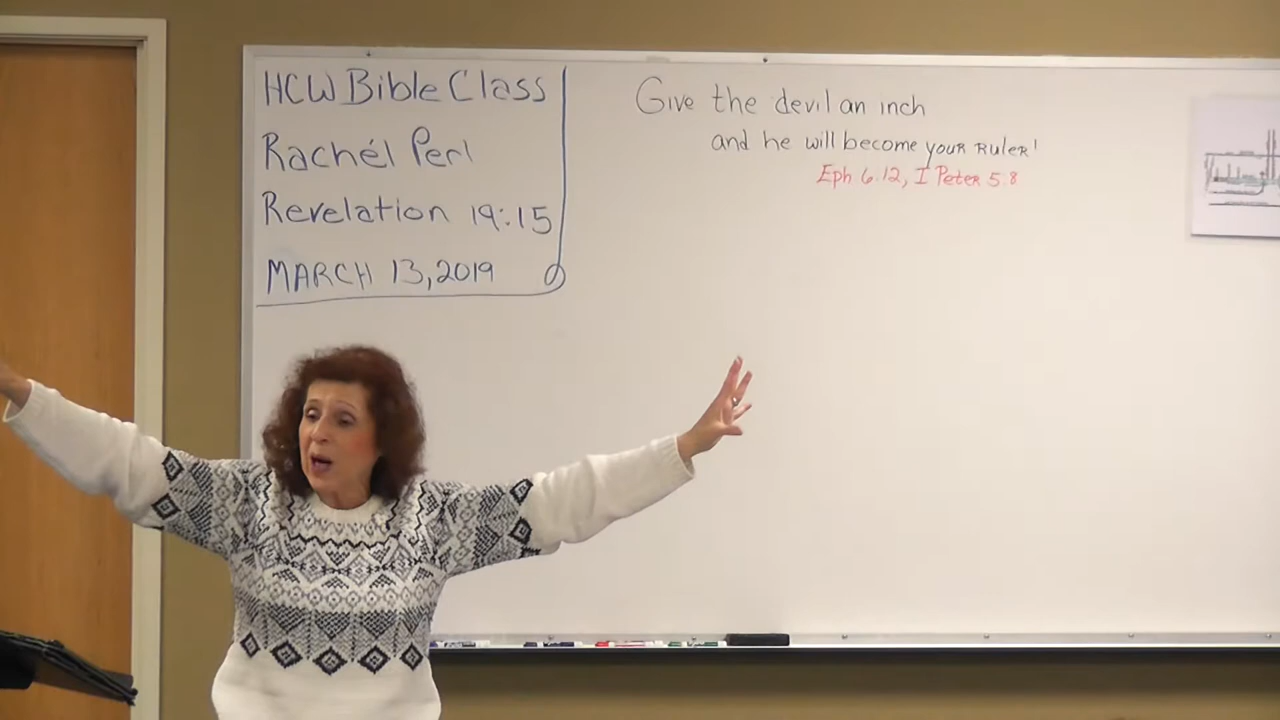 HCW Bible Class
Rachél Perl
Revelation 19:15
MARCH 13, 2019
Give the devil an inch
and he will become your ruler!
Eph 6:12, I Peter 5:8